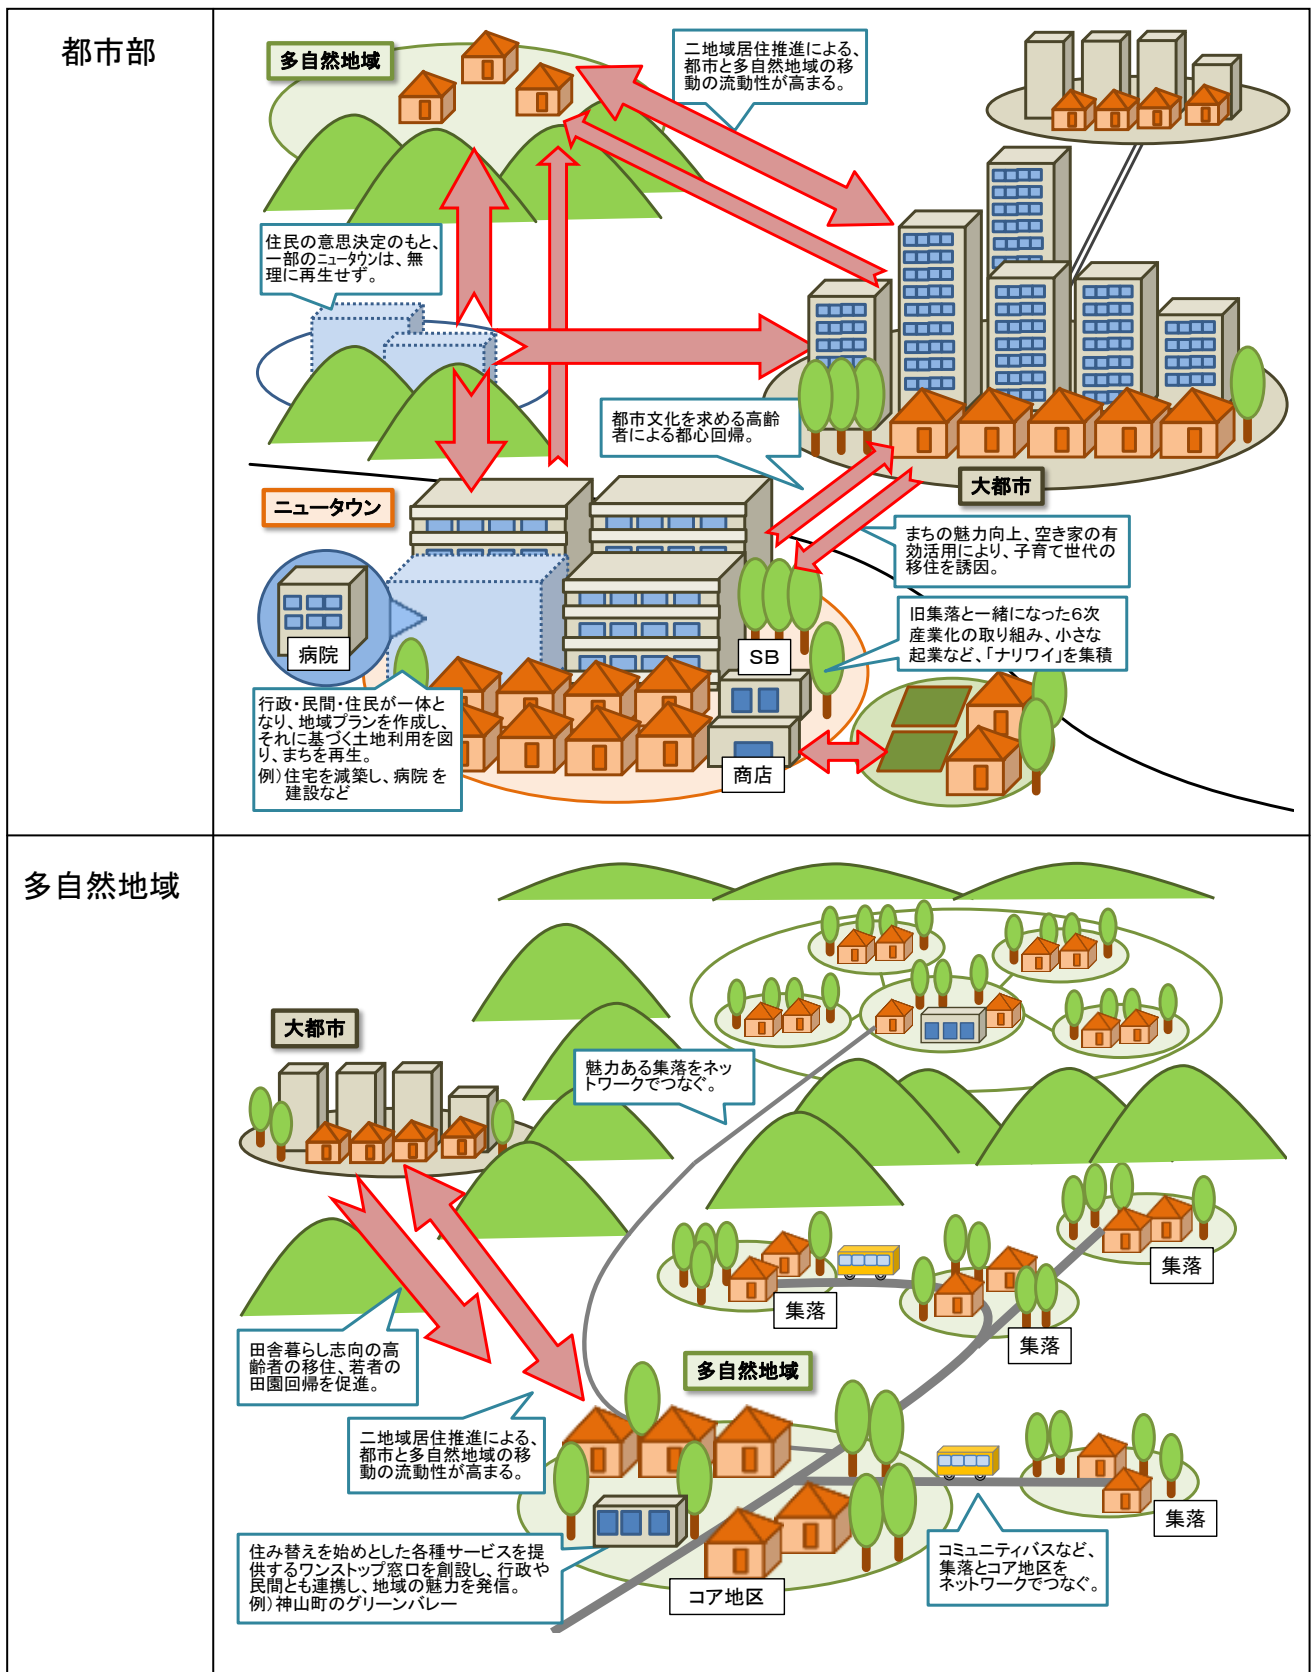 都市部
多自然地域
二地域居住推進による、
都市と多自然地域の移
動の流動性が高まる。
住民の意思決定のもと、
一部のニュータウンは、無
理に再生せず。
都市文化を求める高齢
者による都心回帰。
大都市
ニュータウン
まちの魅力向上、空き家の有
効活用により、子育て世代の
移住を誘因。
旧集落と一緒になった6次
産業化の取り組み、小さな
起業など、「ナリワイ」を集積
病院
SB
行政・民間・住民が一体と
なり、地域プランを作成し、
それに基づく土地利用を図
り、まちを再生。
例)住宅を減築し、病院を
建設など
商店
多自然地域
大都市
魅力ある集落をネッ
トワークでつなぐ。
集落
集落
集落
田舎暮らし志向の高
齢者の移住、若者の
田園回帰を促進。
多自然地域
二地域居住推進による、
都市と多自然地域の移
動の流動性が高まる。
集落
住み替えを始めとした各種サービスを提
供するワンストップ窓口を創設し、行政や
民間とも連携し、地域の魅力を発信。
例)神山町のグリーンバレー
コア地区
コミュニティバスなど、
集落とコア地区を
ネットワークでつなぐ。